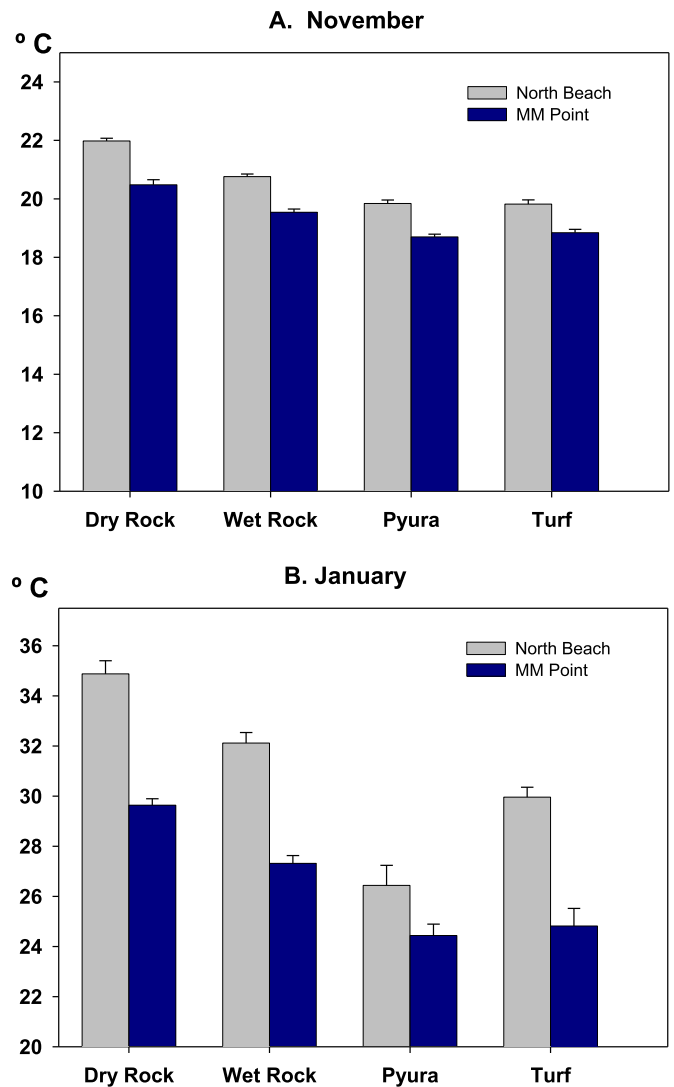 A.  November
º C
24
22
20
18
16
14
12
10
North Beach
MM Point
Dry Rock Wet Rock Pyura Turf
B. January
º C
36
34
32
30
28
26
24
22
20
North Beach
MM Point
Dry Rock Wet Rock Pyura Turf